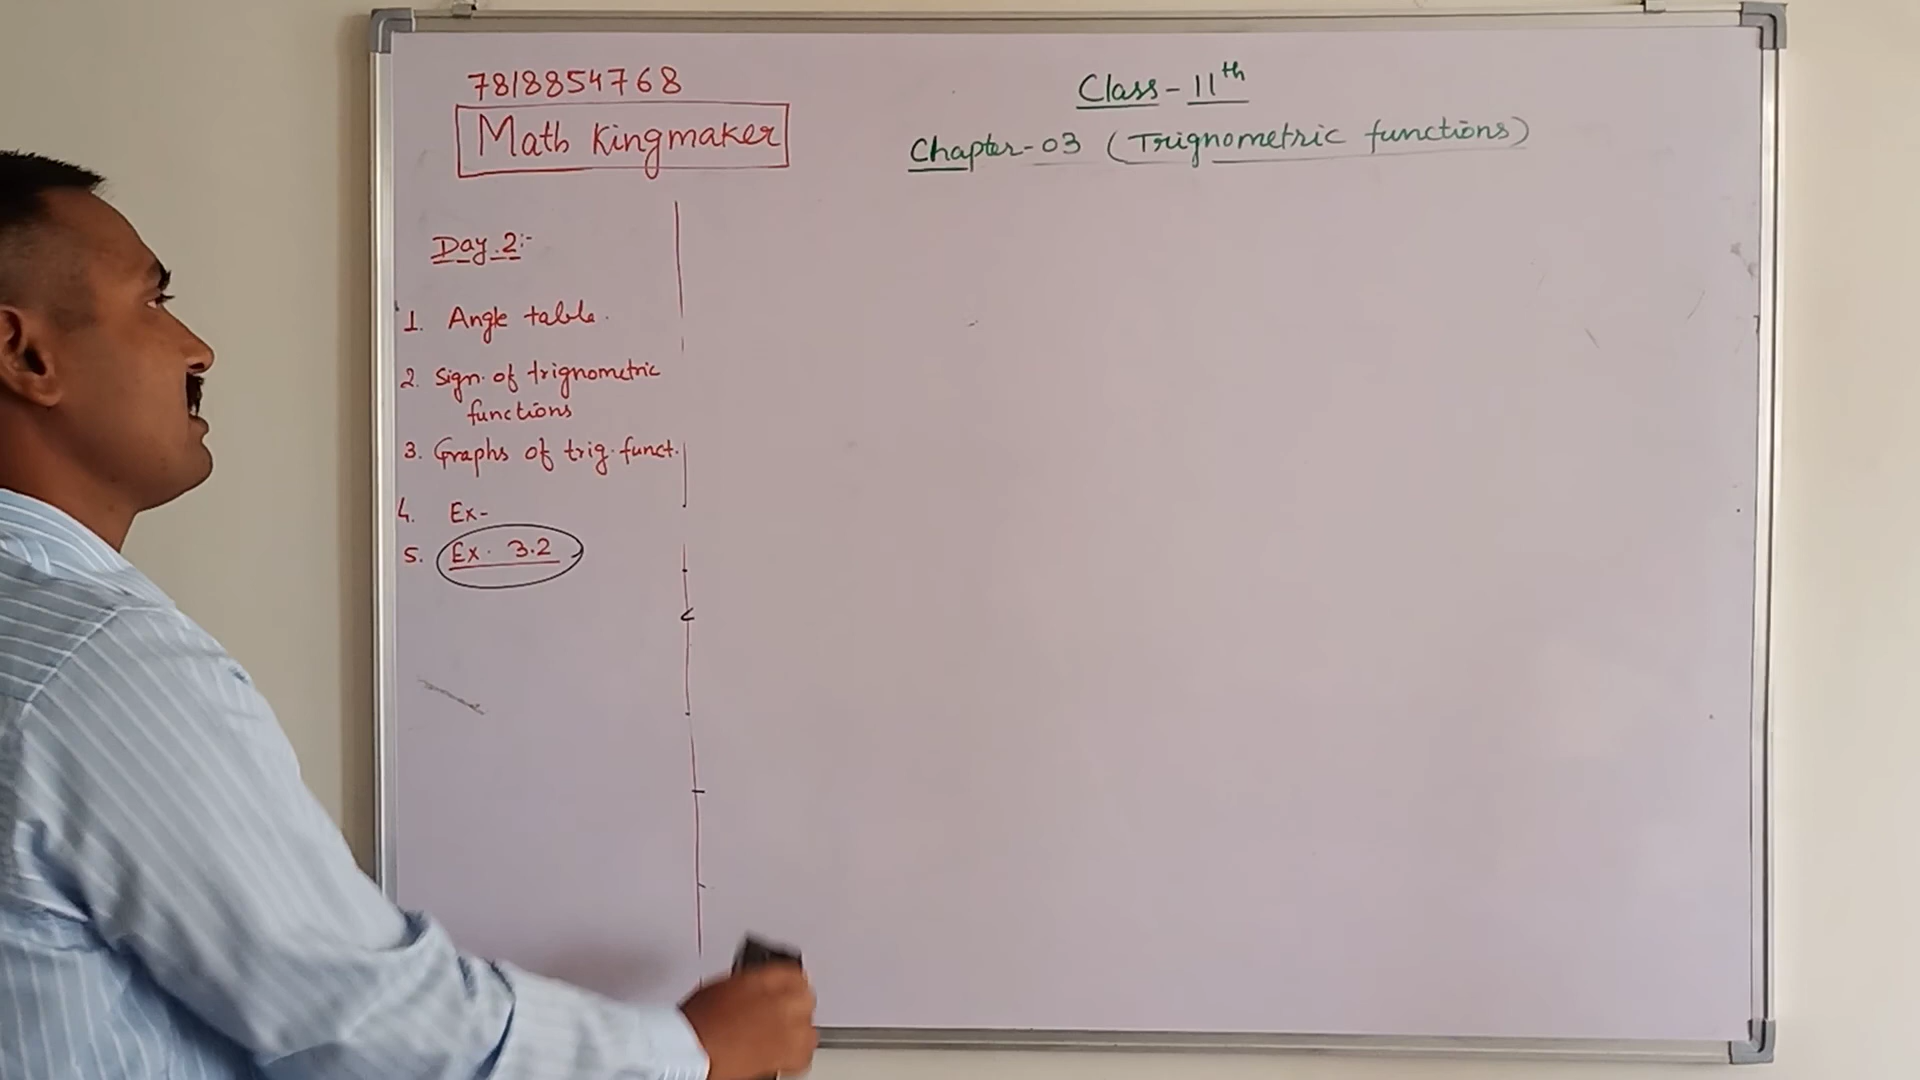 7818854768
Math Kingmaker
Class - 11th
Chapter-03 (Trignometric functions)
Day.2:-
1. Angle table.
2. Sign. of trignometric
functions
3. Graphs of trig. funct.
4. Ex-
5. Ex. 3.2